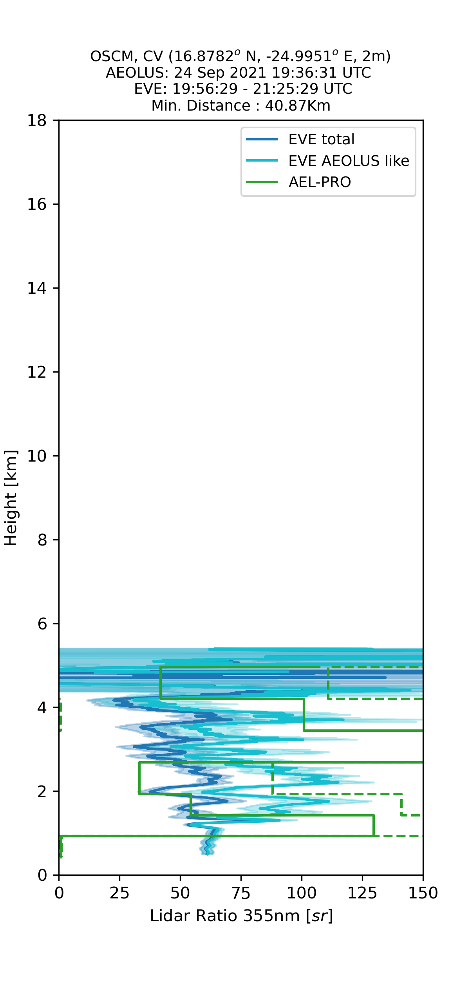 OSCM, CV (16.8782° N, -24.9951° E, 2m)
AEOLUS: 24 Sep 2021 19:36:31 UTC
EVE: 19:56:29 - 21:25:29 UTC
Min. Distance : 40.87Km
EVE total
EVE AEOLUS like
AEL-PRO
18
16
14
12
10
8
6
4
2
0
Height [km]
0 25 50 75 100 125 150
Lidar Ratio 355nm [sr]